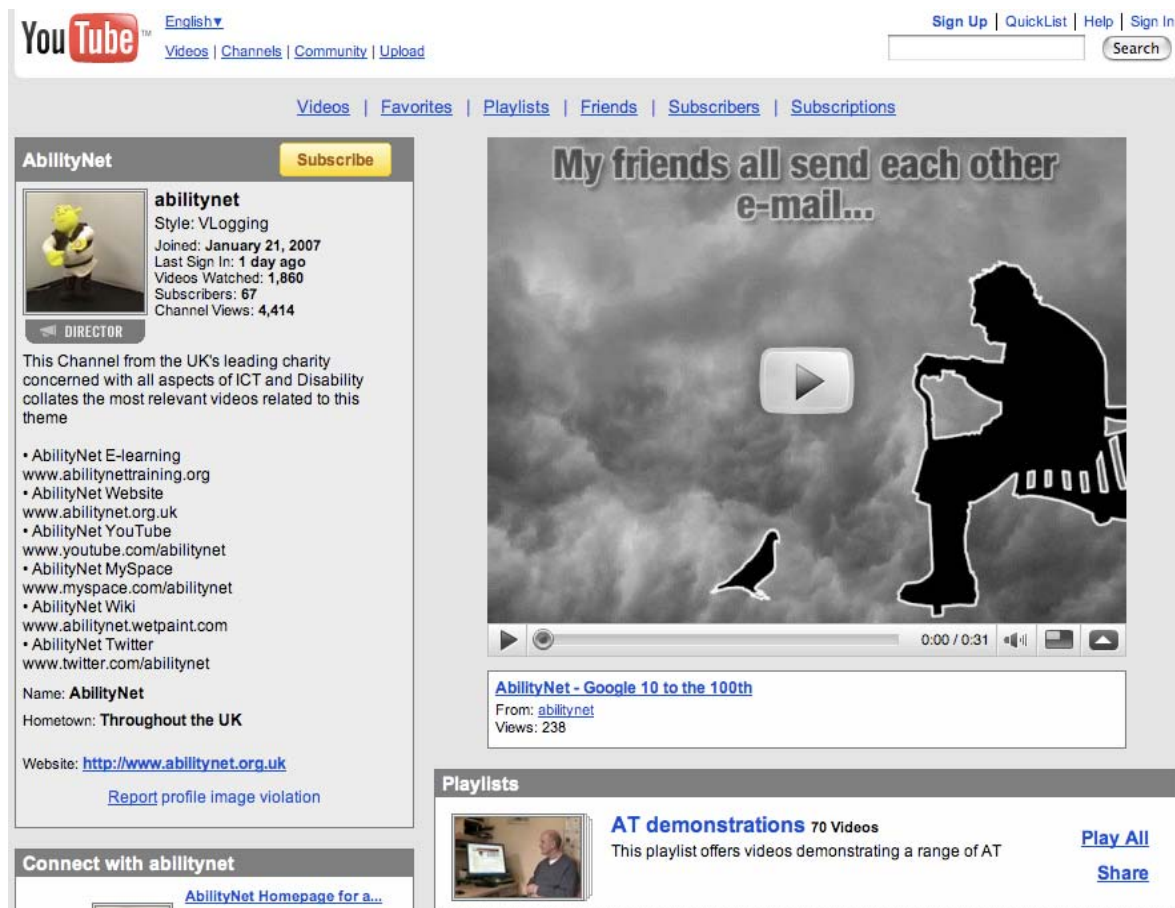 You Tube ™
English▼
Videos | Channels | Community | Upload
Sign Up | QuickList | Help | Sign In
Search
Videos | Favorites | Playlists | Friends | Subscribers | Subscriptions
AbilityNet
Subscribe
abilitynet
Style: VLogging
Joined: January 21, 2007
Last Sign In: 1 day ago
Videos Watched: 1,860
Subscribers: 67
Channel Views: 4,414
DIRECTOR
This Channel from the UK's leading charity
concerned with all aspects of ICT and Disability
collates the most relevant videos related to this
theme
• AbilityNet E-learning
www.abilitynettraining.org
• AbilityNet Website
www.abilitynet.org.uk
• AbilityNet YouTube
www.youtube.com/abilitynet
• AbilityNet MySpace
www.myspace.com/abilitynet
• AbilityNet Wiki
www.abilitynet.wetpaint.com
• AbilityNet Twitter
www.twitter.com/abilitynet
Name: AbilityNet
Hometown: Throughout the UK
Website: http://www.abilitynet.org.uk
Report profile image violation
Connect with abilitynet
AbilityNet Homepage for a...
My friends all send each other
e-mail...
0:00 / 0:31
AbilityNet - Google 10 to the 100th
From: abilitynet
Views: 238
Playlists
AT demonstrations 70 Videos
This playlist offers videos demonstrating a range of AT
Play All
Share